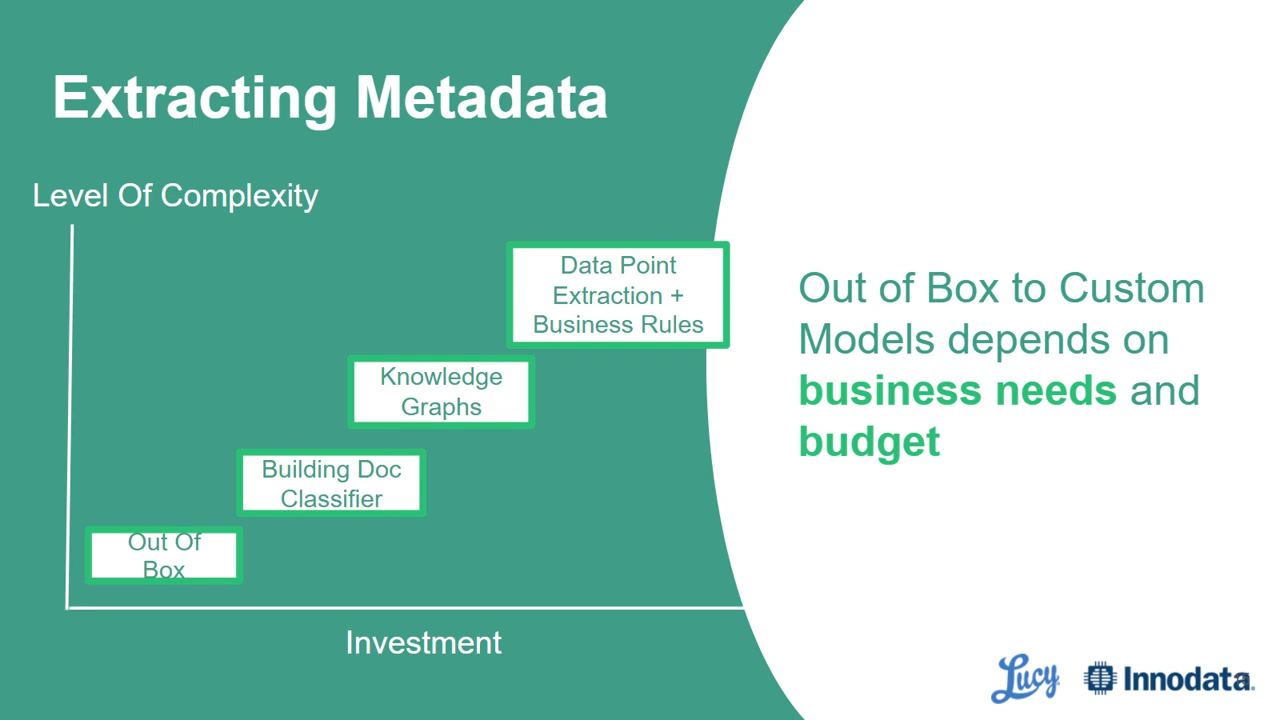 Extracting Metadata
Level Of Complexity
Data Point
Extraction +
Business Rules
Knowledge
Graphs
Building Doc
Classifier
Out Of
Box
Investment
Out of Box to Custom
Models depends on
business needs and
budget
Lucy
Innodata